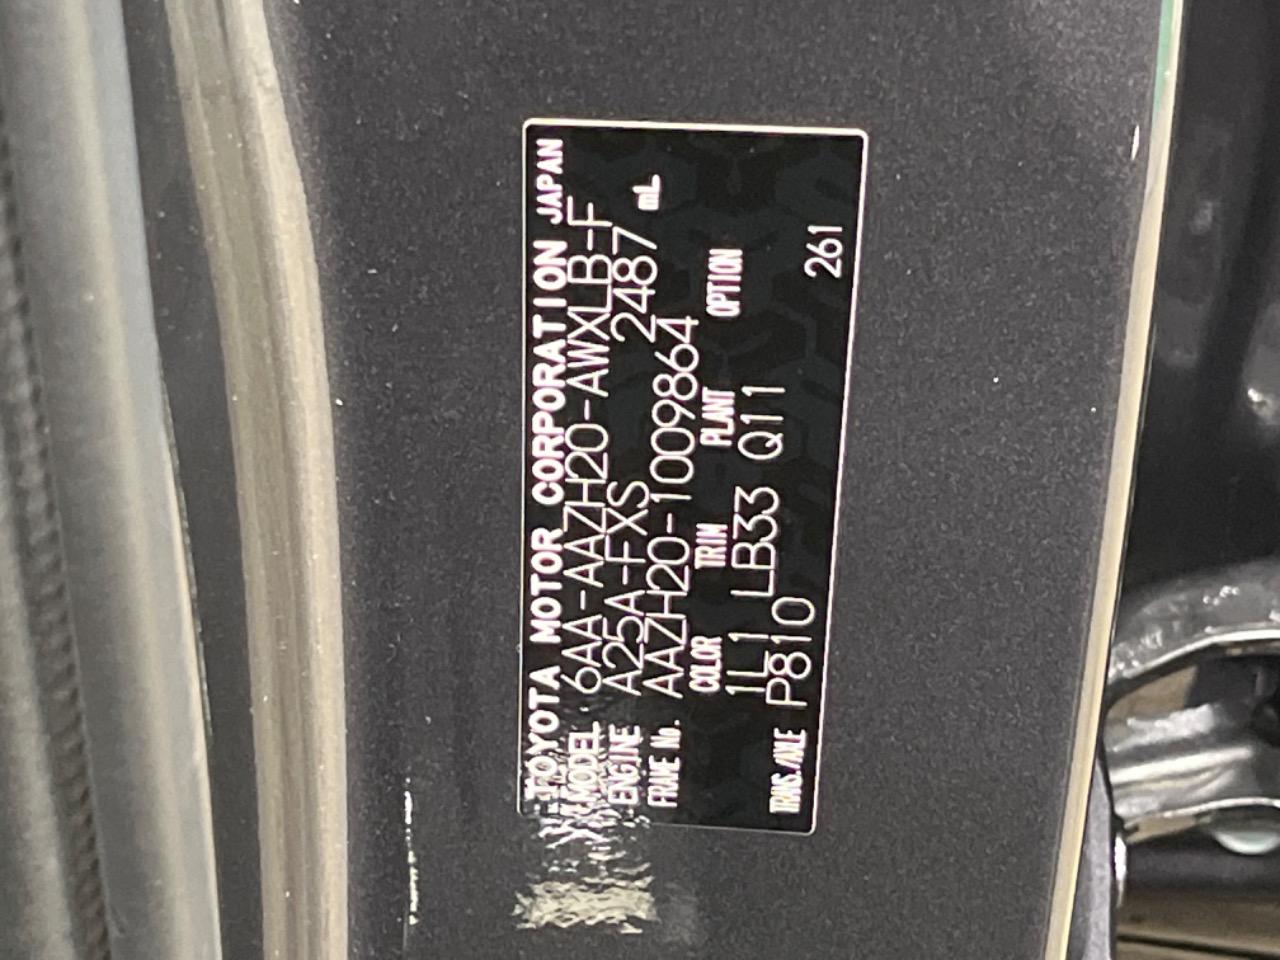 TOYOTA MOTOR CORPORATION JAPAN
MODEL 6AA-AAZH20-AWXLB-F
ENGINE A25A-FXS 2487 mL
FRAME No. AAZH20-1009864
COLOR TRIM PLANT OPTION
1L1 LB33 Q11
TRANS./AXLE P810 261